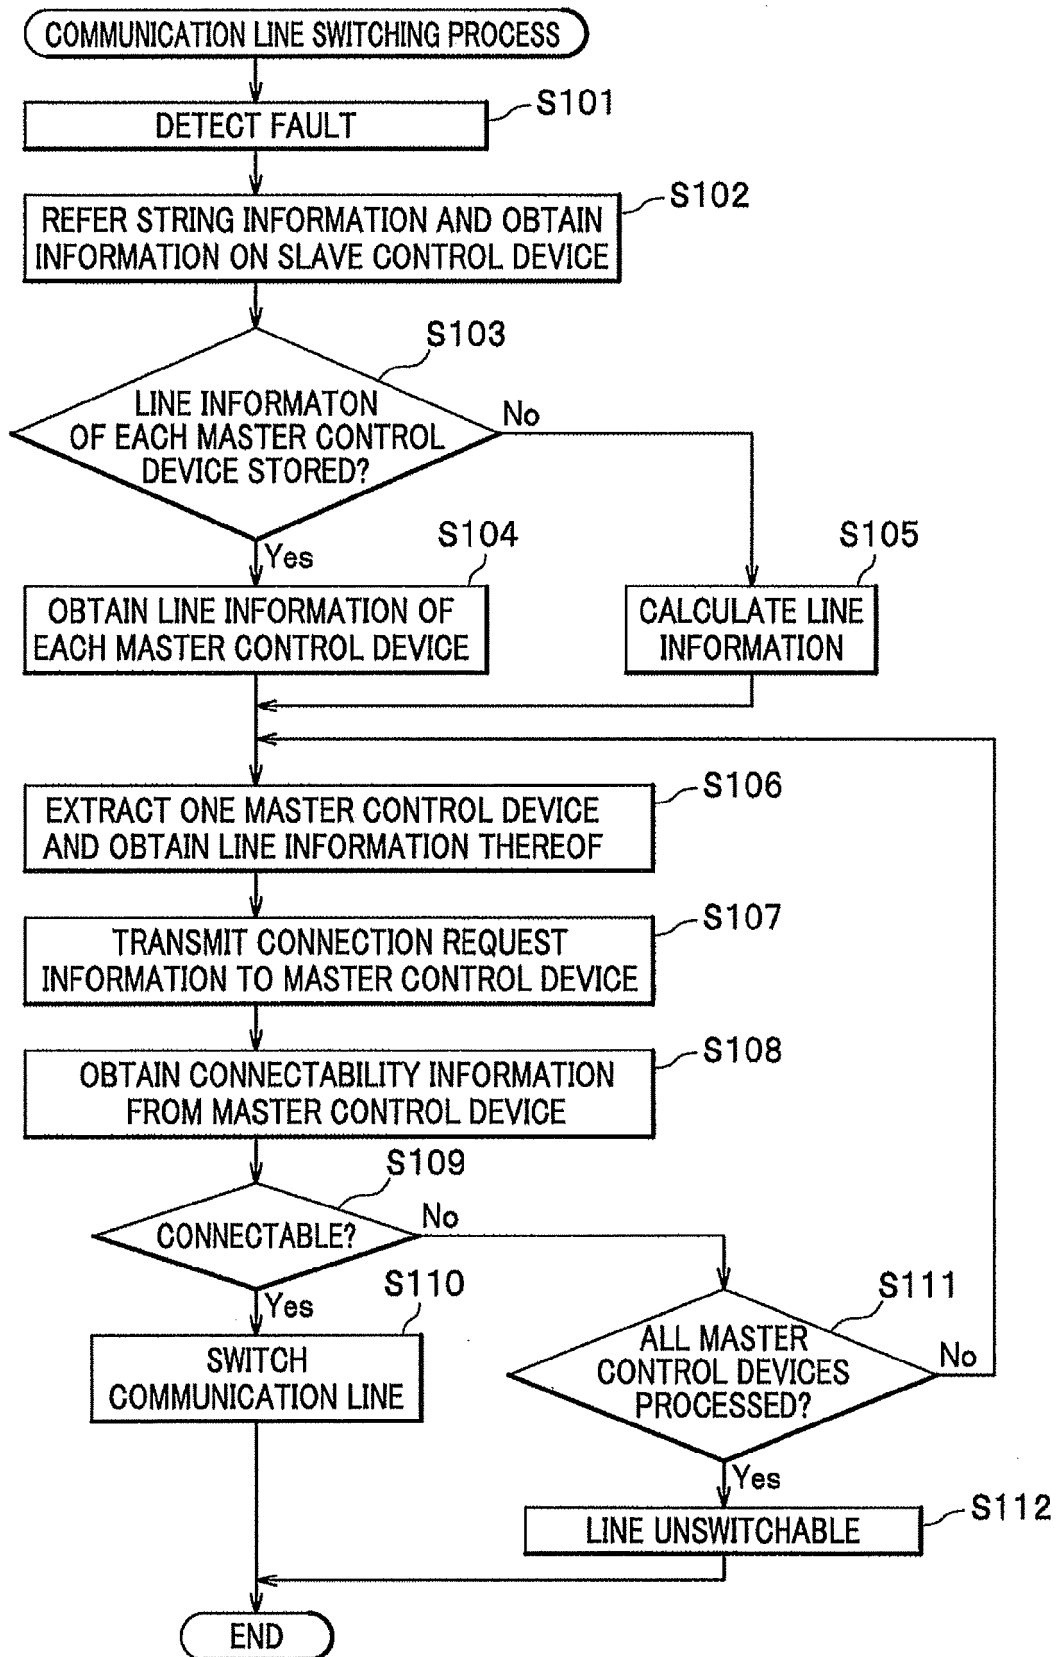 COMMUNICATION LINE SWITCHING PROCESS
S101
DETECT FAULT
S102
REFER STRING INFORMATION AND OBTAIN
INFORMATION ON SLAVE CONTROL DEVICE
S103
LINE INFORMATON
OF EACH MASTER CONTROL
DEVICE STORED?
No
Yes
S104
OBTAIN LINE INFORMATION OF
EACH MASTER CONTROL DEVICE
S105
CALCULATE LINE
INFORMATION
S106
EXTRACT ONE MASTER CONTROL DEVICE
AND OBTAIN LINE INFORMATION THEREOF
S107
TRANSMIT CONNECTION REQUEST
INFORMATION TO MASTER CONTROL DEVICE
S108
OBTAIN CONNECTABILITY INFORMATION
FROM MASTER CONTROL DEVICE
S109
CONNECTABLE?
No
Yes
S110
SWITCH
COMMUNICATION LINE
S111
ALL MASTER
CONTROL DEVICES
PROCESSED?
No
Yes
S112
LINE UNSWITCHABLE
END